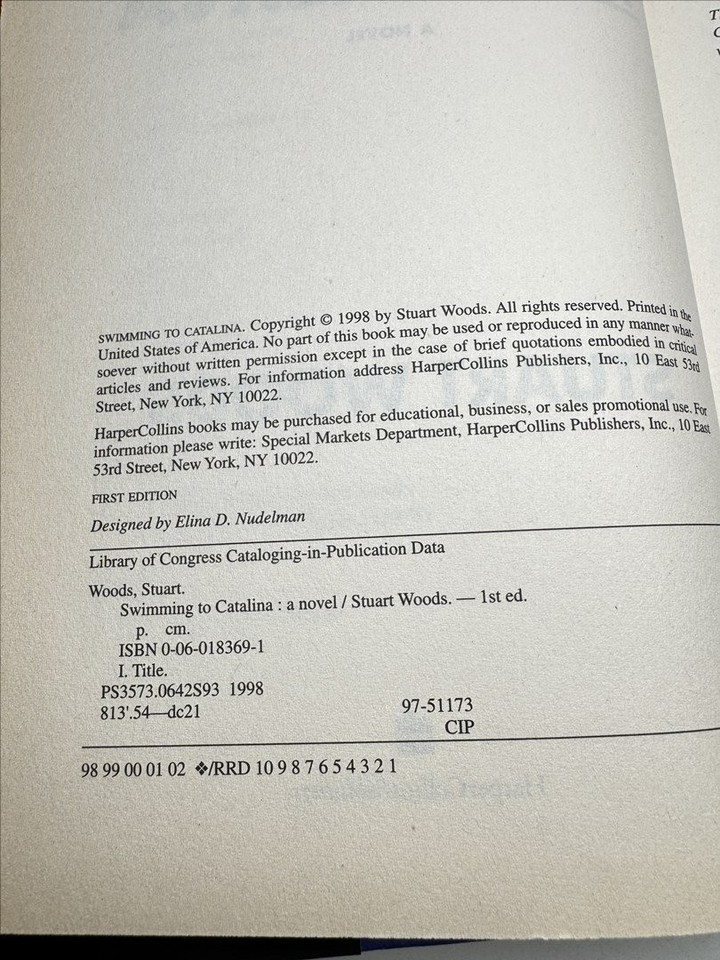 SWIMMING TO CATALINA. Copyright © 1998 by Stuart Woods. All rights reserved. Printed in the
United States of America. No part of this book may be used or reproduced in any manner what-
soever without written permission except in the case of brief quotations embodied in critical
articles and reviews. For information address HarperCollins Publishers, Inc., 10 East 53rd
Street, New York, NY 10022.
HarperCollins books may be purchased for educational, business, or sales promotional use. For
information please write: Special Markets Department, HarperCollins Publishers, Inc., 10 East
53rd Street, New York, NY 10022.
FIRST EDITION
Designed by Elina D. Nudelman
Library of Congress Cataloging-in-Publication Data
Woods, Stuart.
Swimming to Catalina : a novel / Stuart Woods. — 1st ed.
p. cm.
ISBN 0-06-018369-1
I. Title.
PS3573.0642S93 1998
813'.54—dc21 97-51173
CIP
98 99 00 01 02 ❖/RRD 10 9 8 7 6 5 4 3 2 1